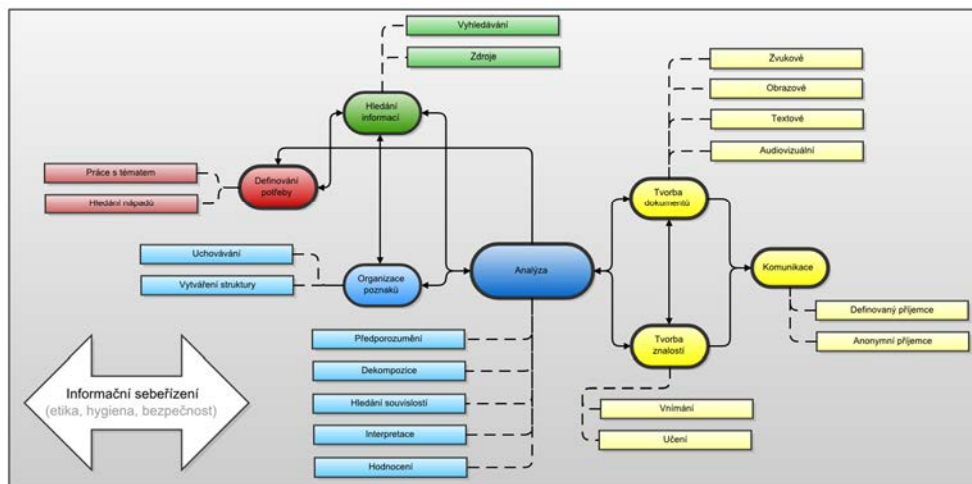 Vyhledávání
Zdroje
Hledání
informací
Práce s tématem
Hledání nápadů
Definování
potřeby
Uchovávání
Vytváření struktury
Organizace
poznaků
Analýza
Předporozumění
Dekompozice
Hledání souvislostí
Interpretace
Hodnocení
Zvukové
Obrazové
Textové
Audiovizuální
Tvorba
dokumentů
Komunikace
Definovaný příjemce
Anonymní příjemce
Tvorba
znalostí
Vnímání
Učení
Informační sebeřízení
(etika, hygiena, bezpečnost)